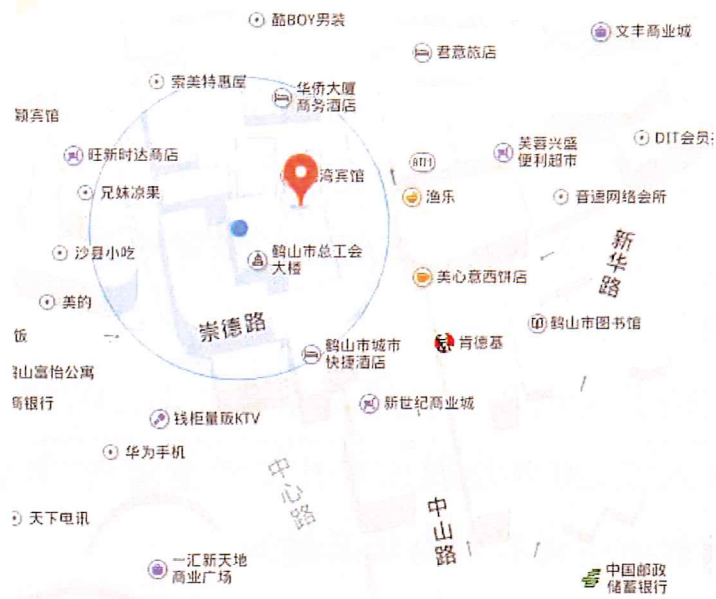 酷BOY男装
文丰商业城
君意旅店
索美特惠屋
华侨大厦
商务酒店
颖宾馆
芙蓉兴盛
便利超市
DIT会员
旺新时达商店
ATM
湾宾馆
兄妹凉果
渔乐
音速网络会所
新华路
沙县小吃
鹤山市总工会
大楼
美心意西饼店
美的
崇德路
鹤山市图书馆
饭
鹤山市城市
快捷酒店
肯德基
山富怡公寓
商银行
新世纪商业城
钱柜量贩KTV
华为手机
中心路
中山路
天下电讯
一汇新天地
商业广场
中国邮政
储蓄银行